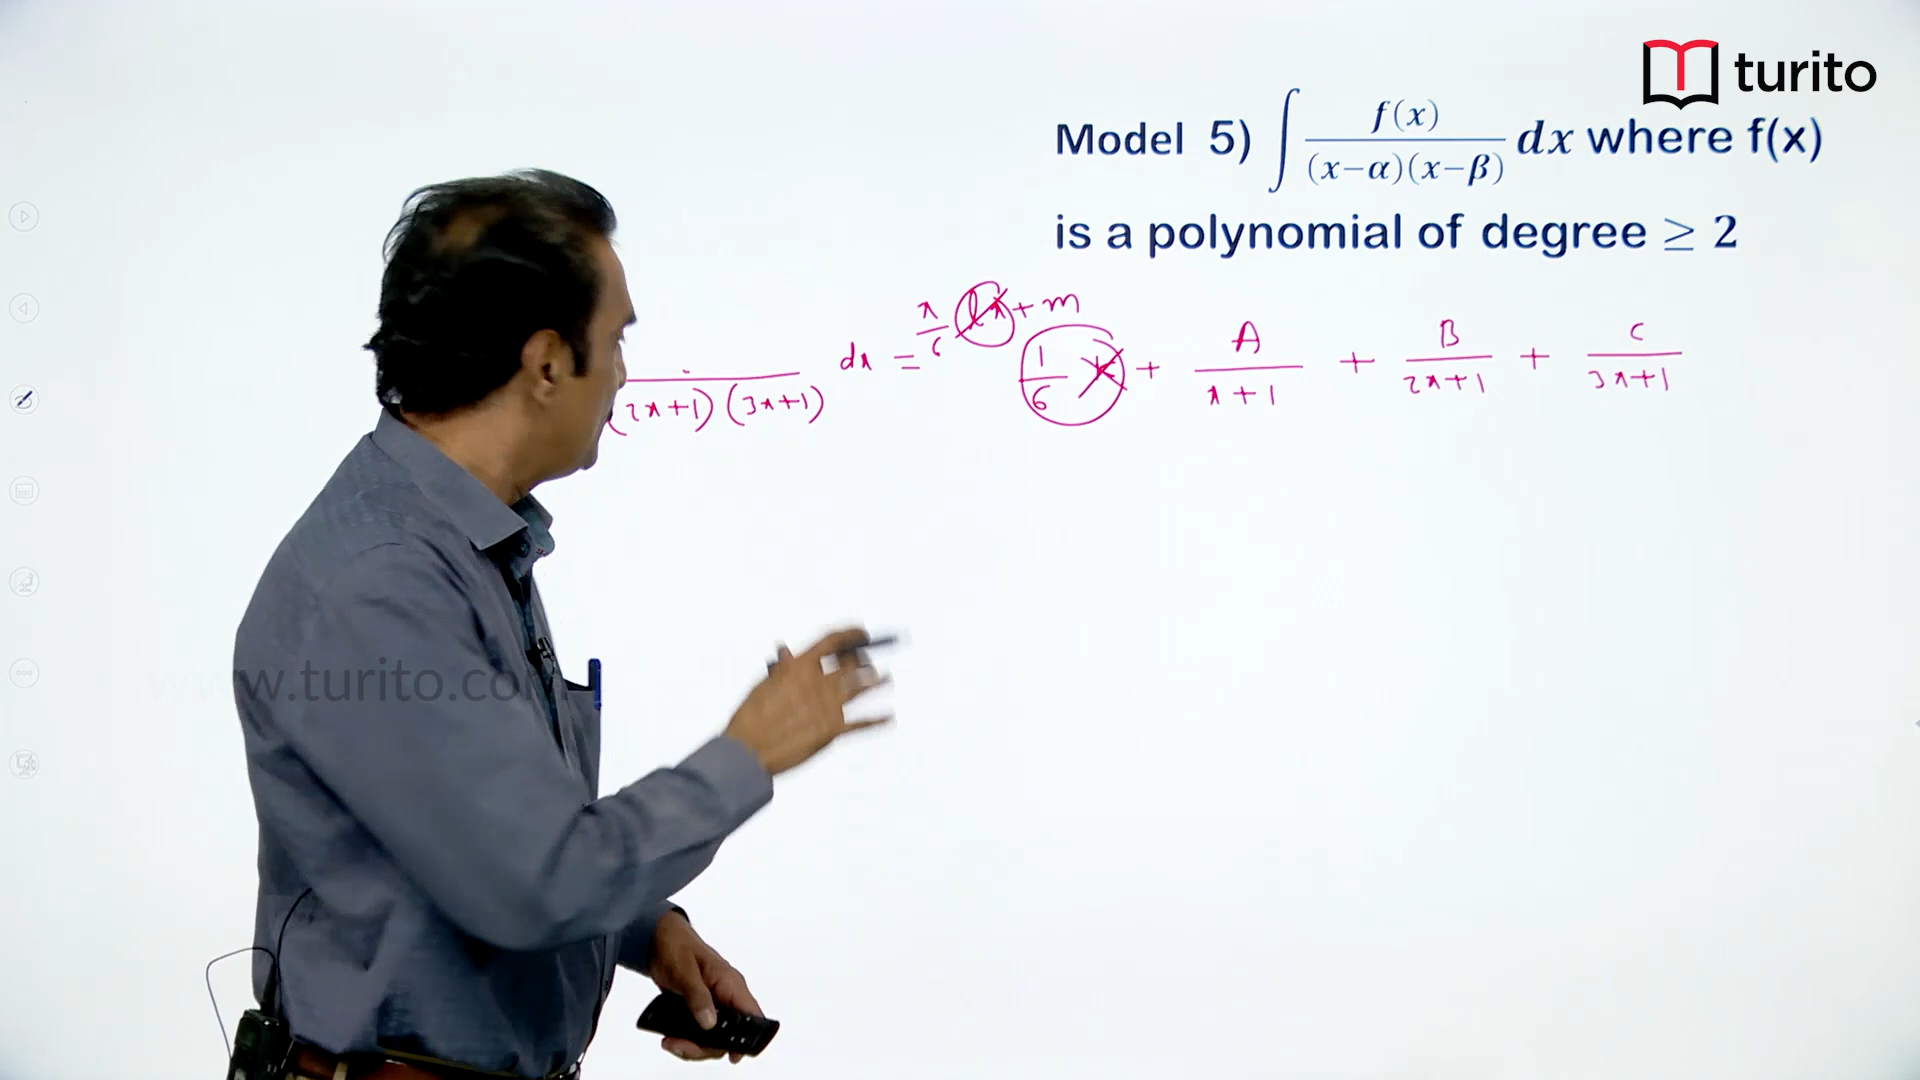 turito
Model 5) ∫ f(x)/((x−α)(x−β)) dx where f(x)
is a polynomial of degree ≥ 2
/((2x+1)(3x+1)) dx = x/6 + m
1/6 + A/(x+1) + B/(2x+1) + C/(3x+1)
www.turito.com